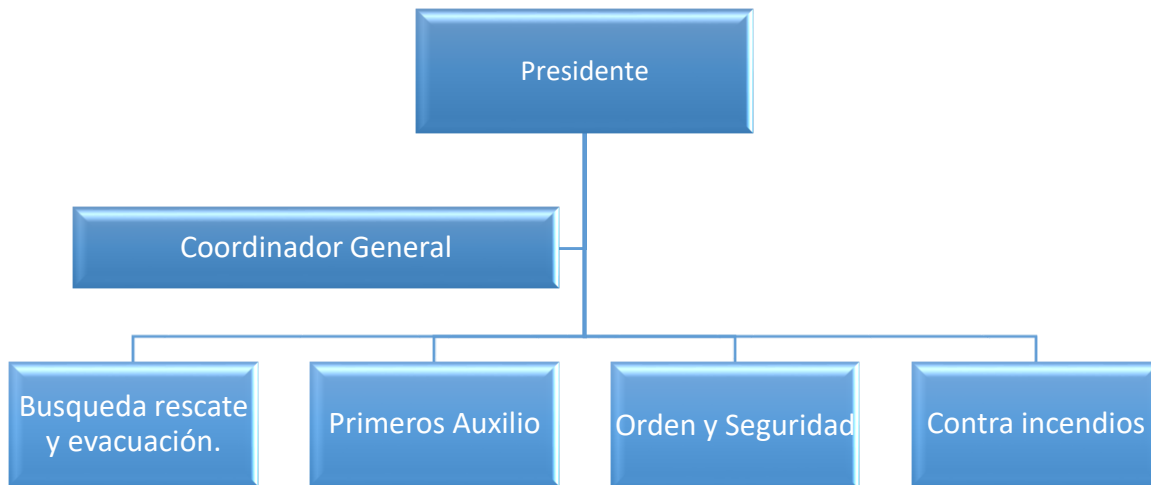 Presidente
Coordinador General
Busqueda rescate
y evacuación.
Primeros Auxilio
Orden y Seguridad
Contra incendios